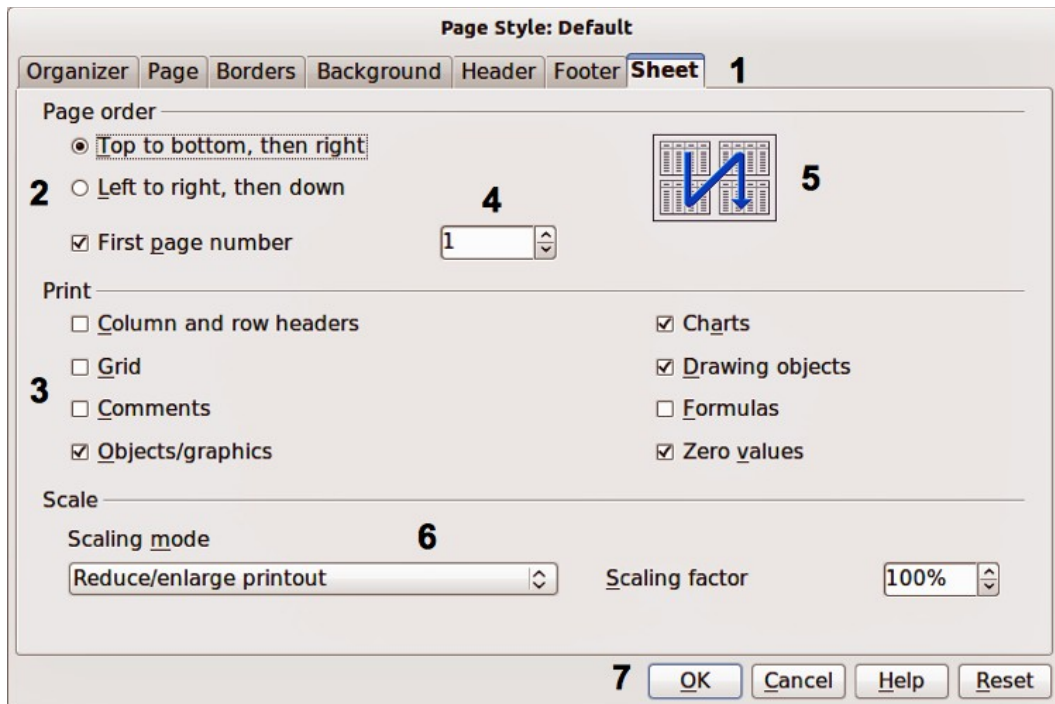 Page Style: Default
Organizer Page Borders Background Header Footer Sheet 1
Page order
Top to bottom, then right
5
2 Left to right, then down
4
First page number 1
Print
Column and row headers Charts
Grid Drawing objects
3
Comments Formulas
Objects/graphics Zero values
Scale
Scaling mode 6
Reduce/enlarge printout Scaling factor 100%
7 OK Cancel Help Reset